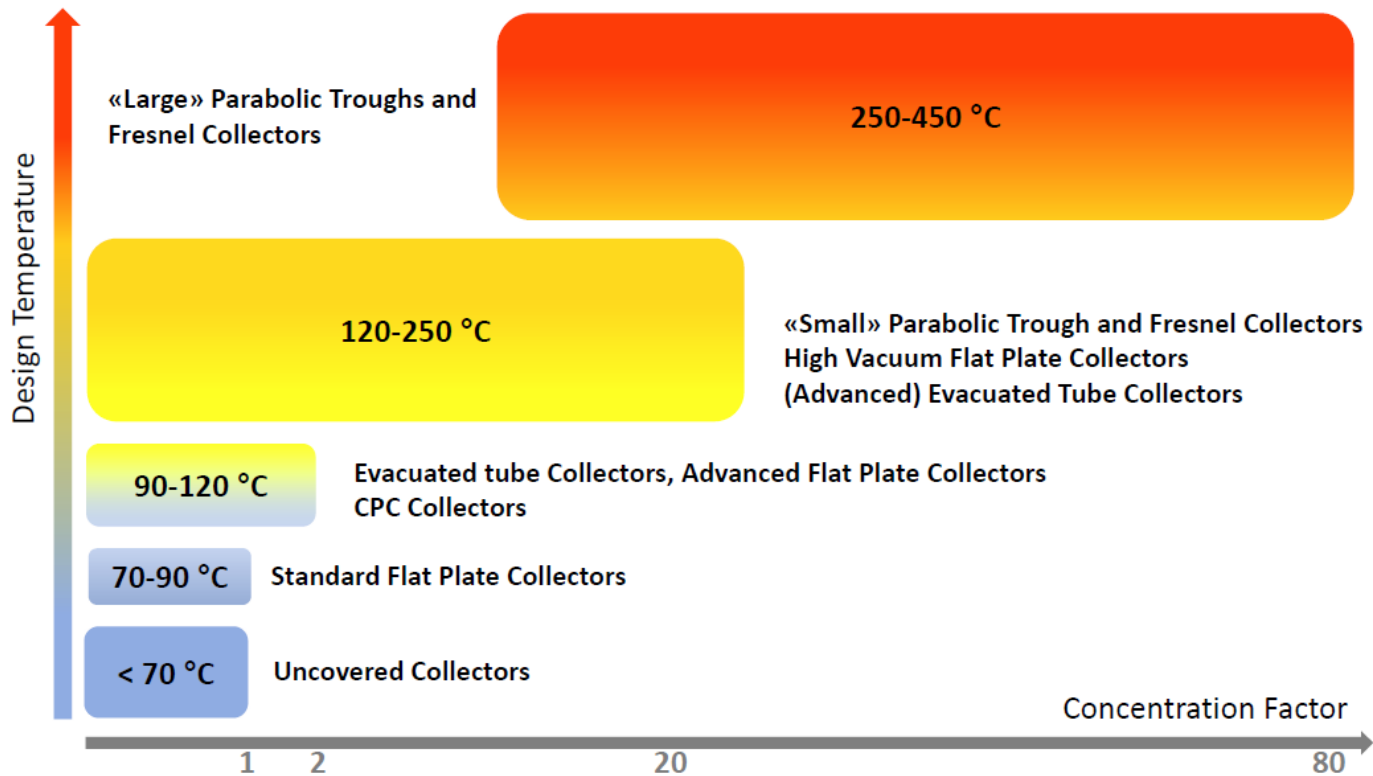 «Large» Parabolic Troughs and
Fresnel Collectors
250-450 °C
Design Temperature
120-250 °C
«Small» Parabolic Trough and Fresnel Collectors
High Vacuum Flat Plate Collectors
(Advanced) Evacuated Tube Collectors
90-120 °C
Evacuated tube Collectors, Advanced Flat Plate Collectors
CPC Collectors
70-90 °C
Standard Flat Plate Collectors
< 70 °C
Uncovered Collectors
Concentration Factor
1
2
20
80